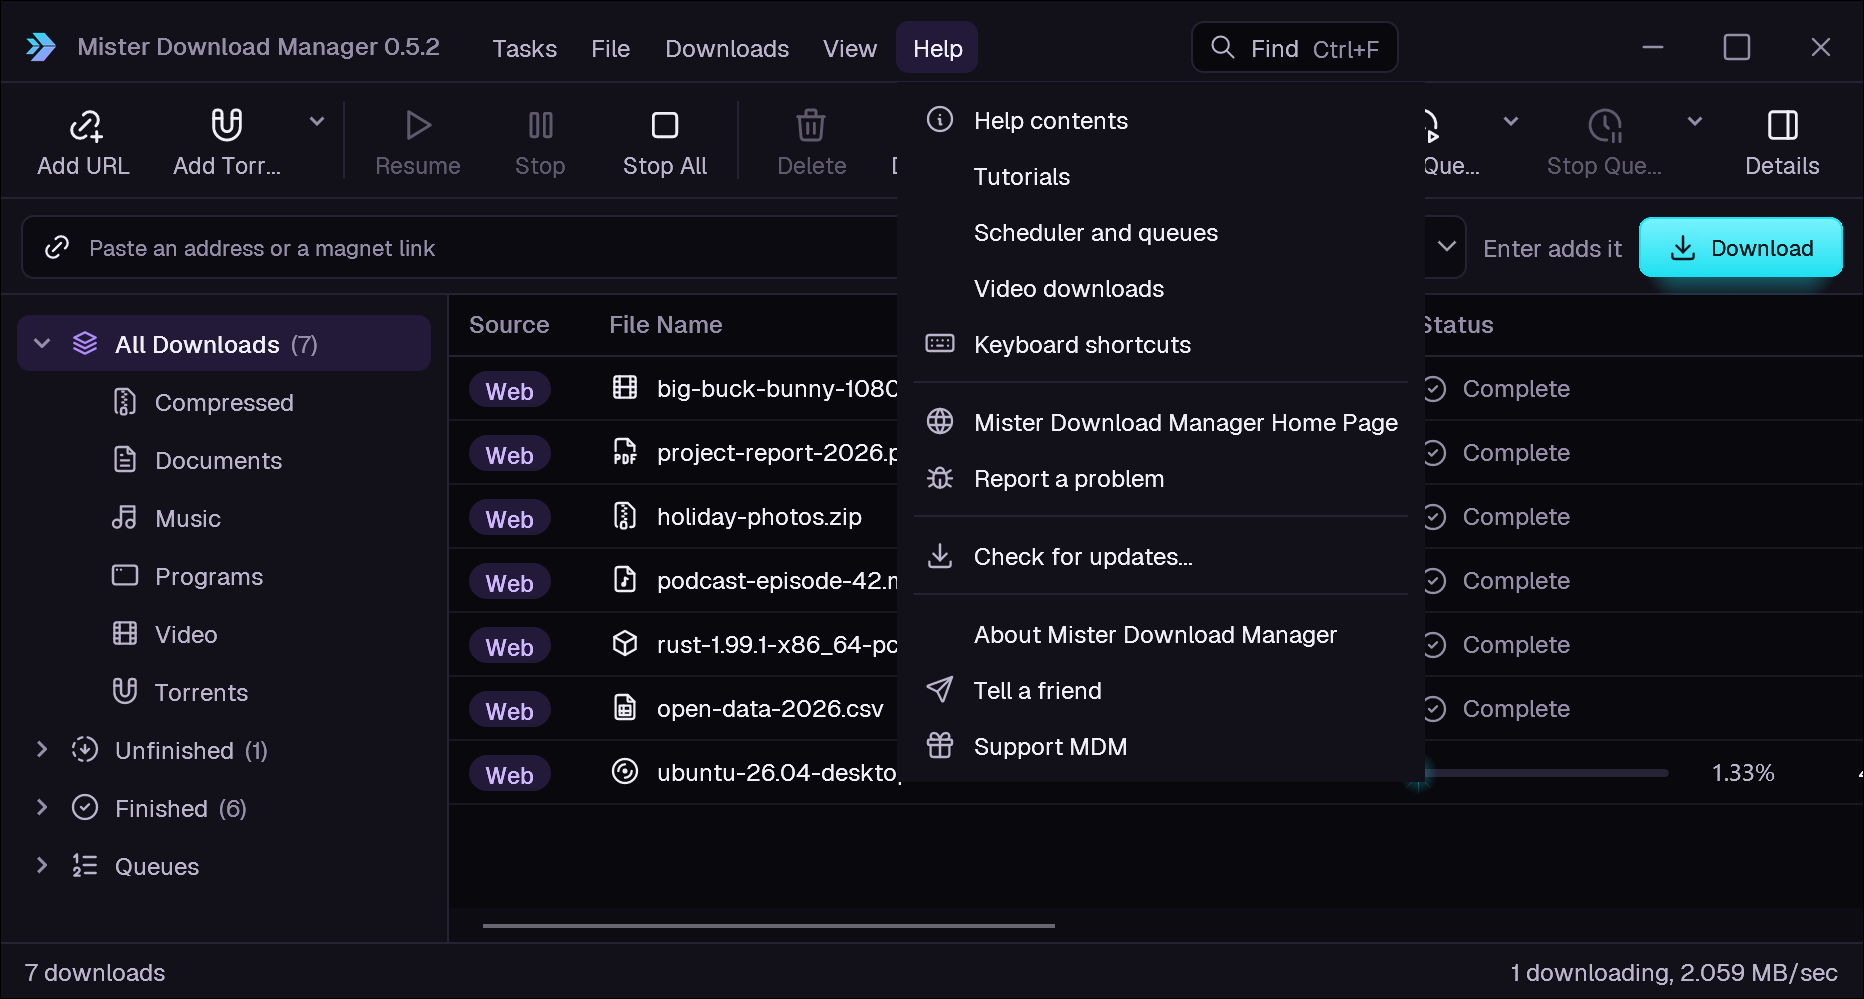 Mister Download Manager 0.5.2 Tasks File Downloads View Help Find Ctrl+F
Add URL Add Torr... Resume Stop Stop All Delete Que... Stop Que... Details
Paste an address or a magnet link Enter adds it Download
All Downloads (7)
Compressed
Documents
Music
Programs
Video
Torrents
Unfinished (1)
Finished (6)
Queues
Source File Name Status
Web big-buck-bunny-1080 Complete
Web project-report-2026.p Complete
Web holiday-photos.zip Complete
Web podcast-episode-42.m Complete
Web rust-1.99.1-x86_64-pc Complete
Web open-data-2026.csv Complete
Web ubuntu-26.04-deskto 1.33%
Help contents
Tutorials
Scheduler and queues
Video downloads
Keyboard shortcuts
Mister Download Manager Home Page
Report a problem
Check for updates...
About Mister Download Manager
Tell a friend
Support MDM
7 downloads 1 downloading, 2.059 MB/sec